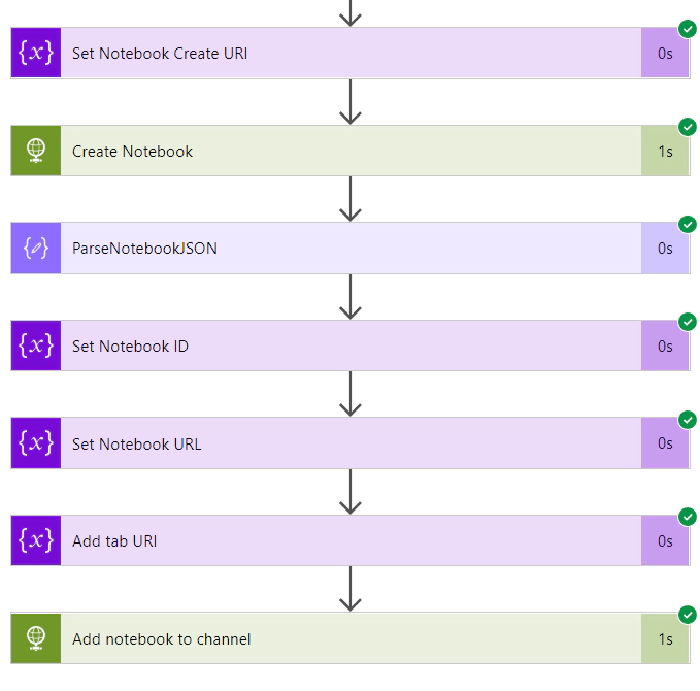 {x} Set Notebook Create URI 0s
Create Notebook 1s
ParseNotebookJSON 0s
{x} Set Notebook ID 0s
{x} Set Notebook URL 0s
{x} Add tab URI 0s
Add notebook to channel 1s